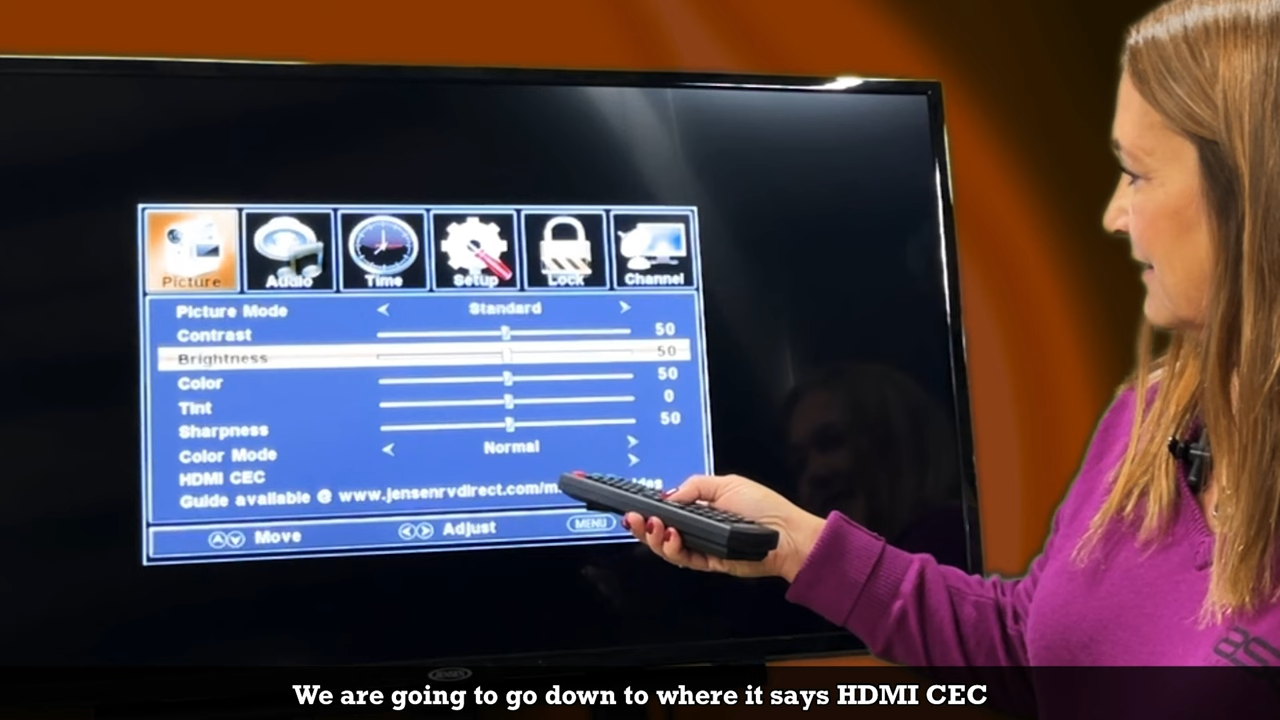 Picture Audio Time Setup Lock Channel
Picture Mode Standard
Contrast 50
Brightness 50
Color 50
Tint 0
Sharpness 50
Color Mode Normal
HDMI CEC
Guide available @ www.jensenrvdirect.com/m
Move Adjust MENU
JENSEN
We are going to go down to where it says HDMI CEC